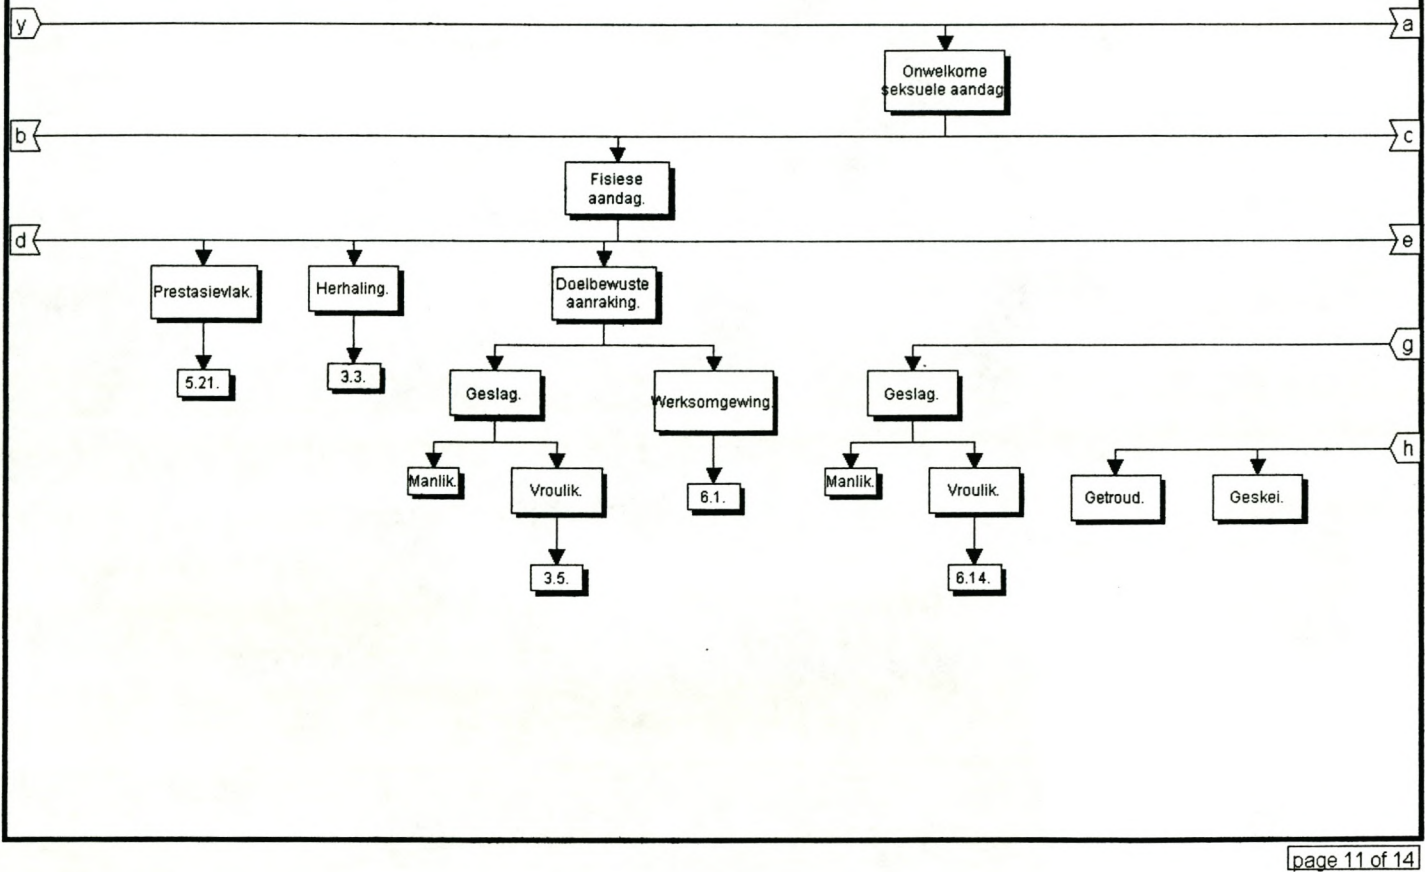 y
a
Onwelkome
seksuele aandag
b
c
Fisiese
aandag.
d
e
Prestasievlak.
Herhaling.
Doelbewuste
aanraking.
g
5.21.
3.3.
Geslag.
Werksomgewing.
Geslag.
h
Manlik.
Vroulik.
6.1.
Manlik.
Vroulik.
Getroud.
Geskei.
3.5.
6.14.
page 11 of 14